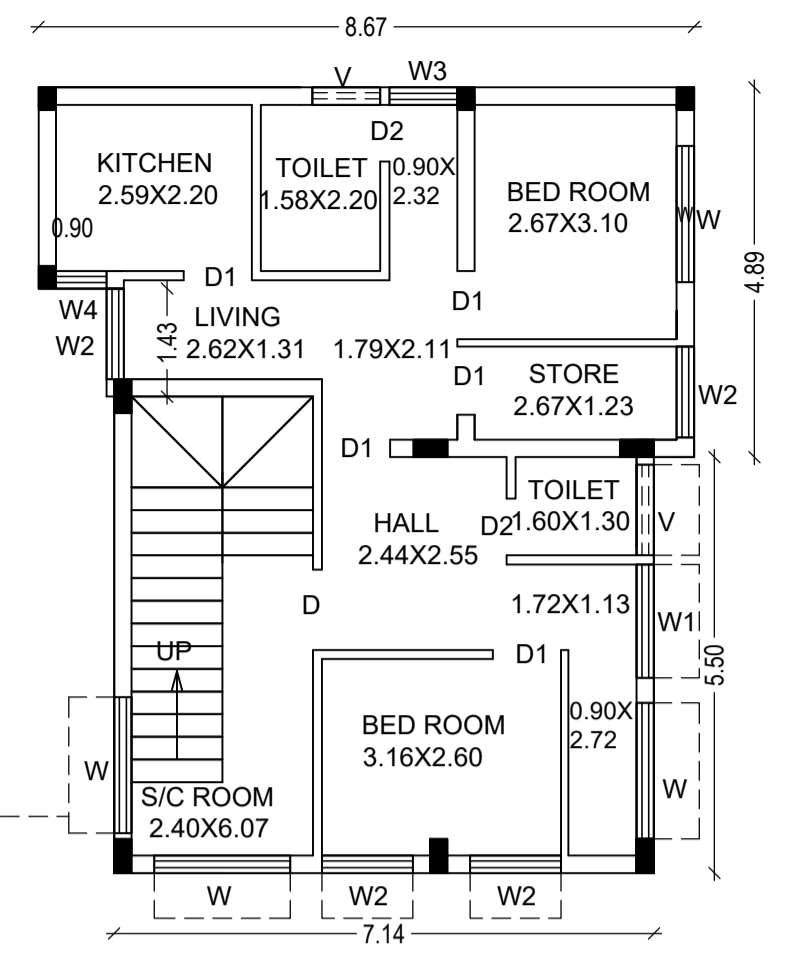 8.67
V
W3
D2
KITCHEN
2.59X2.20
TOILET
1.58X2.20
0.90X
2.32
BED ROOM
2.67X3.10
W
W
0.90
4.89
D1
D1
W4
W2
1.43
LIVING
2.62X1.31
1.79X2.11
D1
STORE
2.67X1.23
W2
D1
HALL
2.44X2.55
TOILET
1.60X1.30
D2
V
D
1.72X1.13
W1
UP
D1
5.50
BED ROOM
3.16X2.60
0.90X
2.72
W
W
S/C ROOM
2.40X6.07
W
W2
W2
7.14